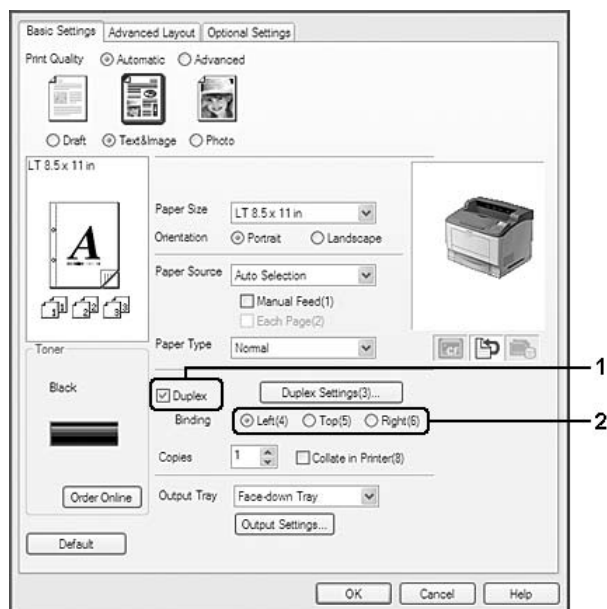 Basic Settings Advanced Layout Optional Settings
Print Quality Automatic Advanced
Draft Text&Image Photo
LT 8.5 x 11 in
A
Paper Size LT 8.5 x 11 in
Orientation Portrait Landscape
Paper Source Auto Selection
Manual Feed(1)
Each Page(2)
Paper Type Normal
Toner
Black
1
Duplex Duplex Settings(3)...
Binding Left(4) Top(5) Right(6)
2
Copies 1 Collate in Printer(8)
Order Online
Output Tray Face-down Tray
Output Settings...
Default
OK Cancel Help